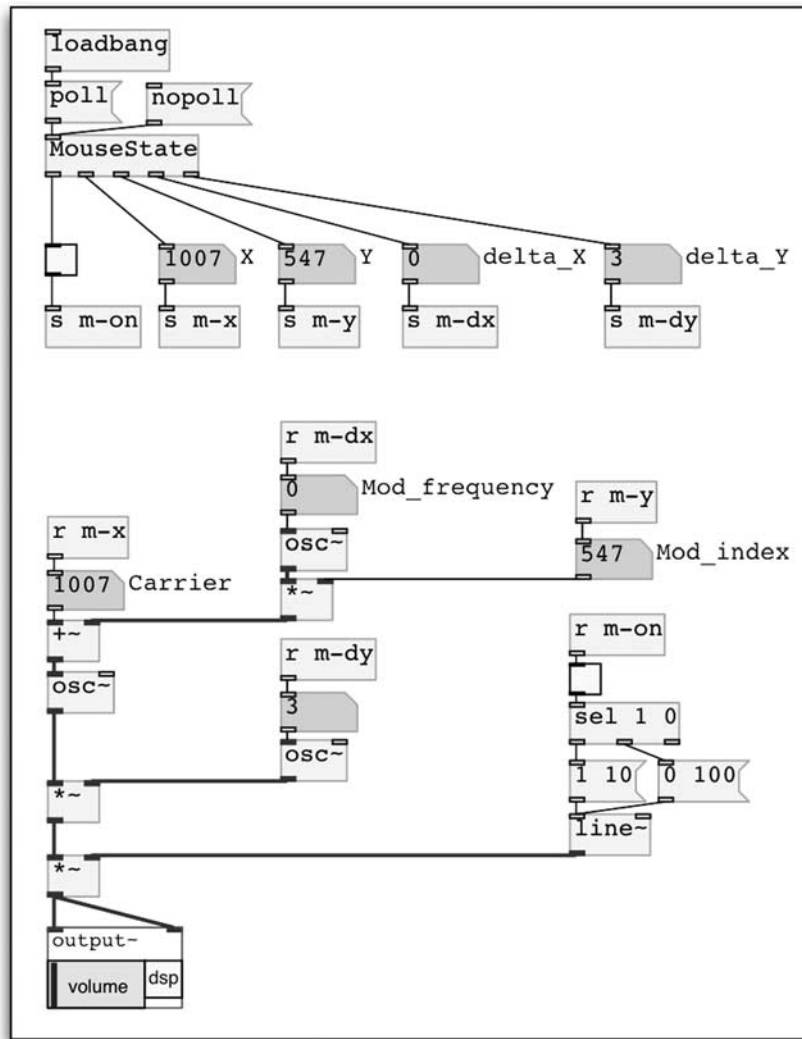 loadbang
poll nopoll
MouseState
1007 X 547 Y 0 delta_X 3 delta_Y
s m-on s m-x s m-y s m-dx s m-dy
r m-dx
0 Mod_frequency
r m-y
r m-x
osc~
547 Mod_index
1007 Carrier
*~
+~
r m-on
r m-dy
osc~
3
sel 1 0
osc~
1 10 0 100
*~
line~
*~
output~
volume dsp